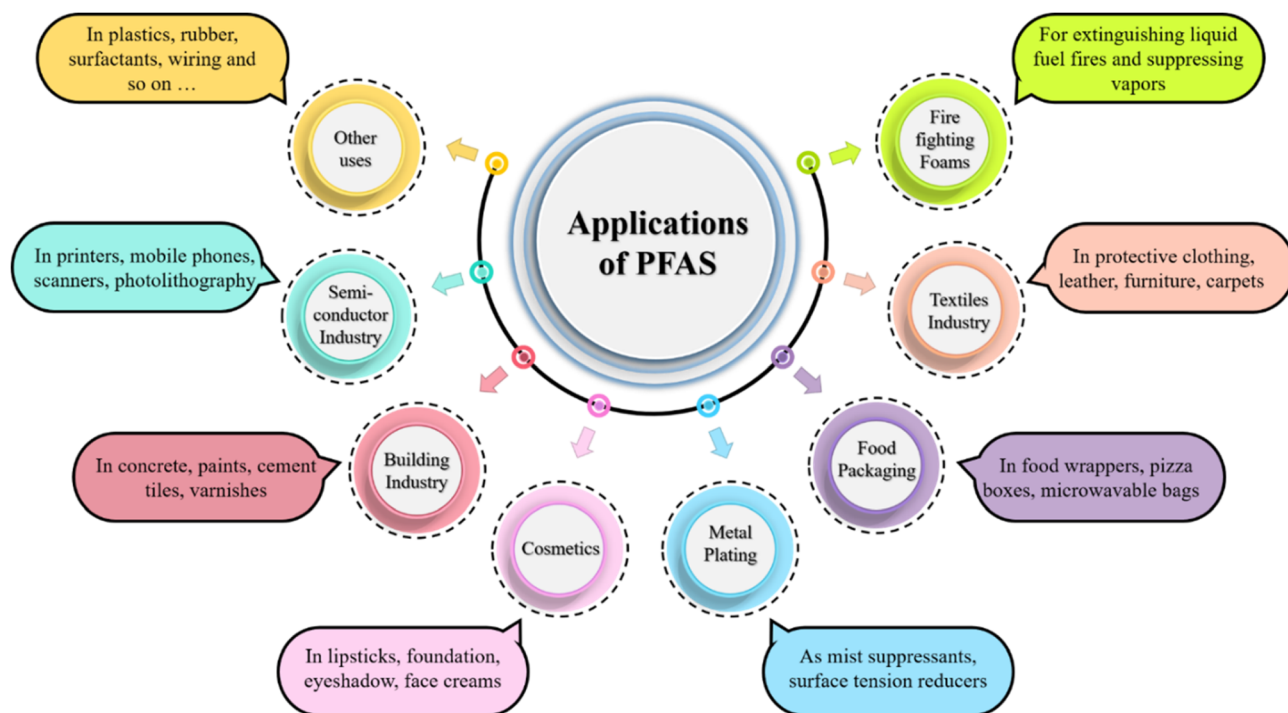 Applications
of PFAS
For extinguishing liquid
fuel fires and suppressing
vapors
Fire
fighting
Foams
In protective clothing,
leather, furniture, carpets
Textiles
Industry
In food wrappers, pizza
boxes, microwavable bags
Food
Packaging
As mist suppressants,
surface tension reducers
Metal
Plating
In lipsticks, foundation,
eyeshadow, face creams
Cosmetics
In concrete, paints, cement
tiles, varnishes
Building
Industry
In printers, mobile phones,
scanners, photolithography
Semi-
conductor
Industry
In plastics, rubber,
surfactants, wiring and
so on …
Other
uses